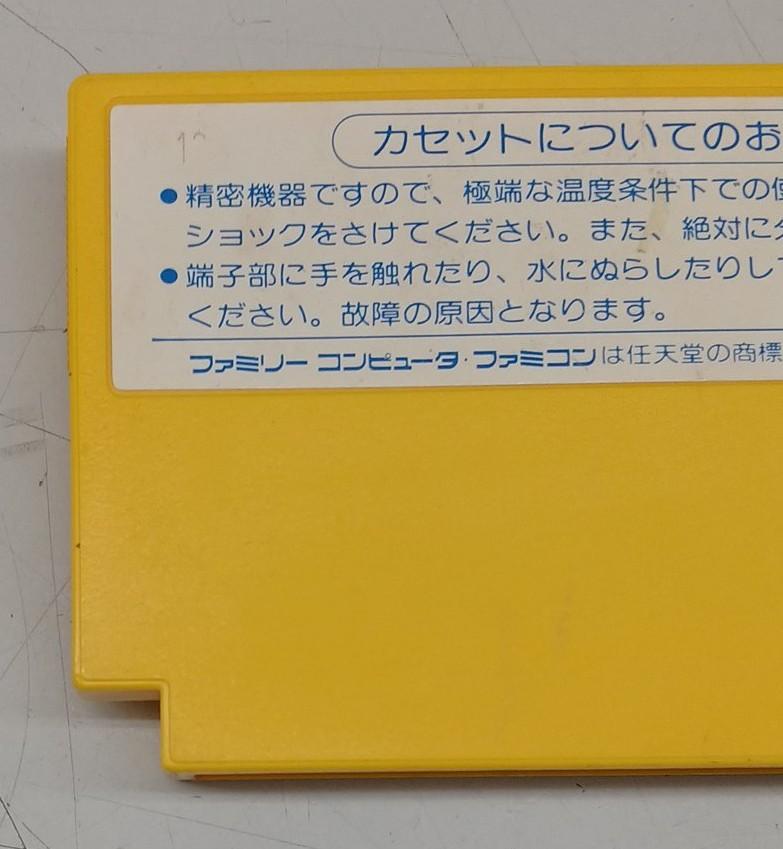 カセットについてのお
●精密機器ですので、極端な温度条件下での使
ショックをさけてください。また、絶対に
●端子部に手を触れたり、水にぬらしたりし
ください。故障の原因となります。
ファミリー コンピュータ・ファミコンは任天堂の商標